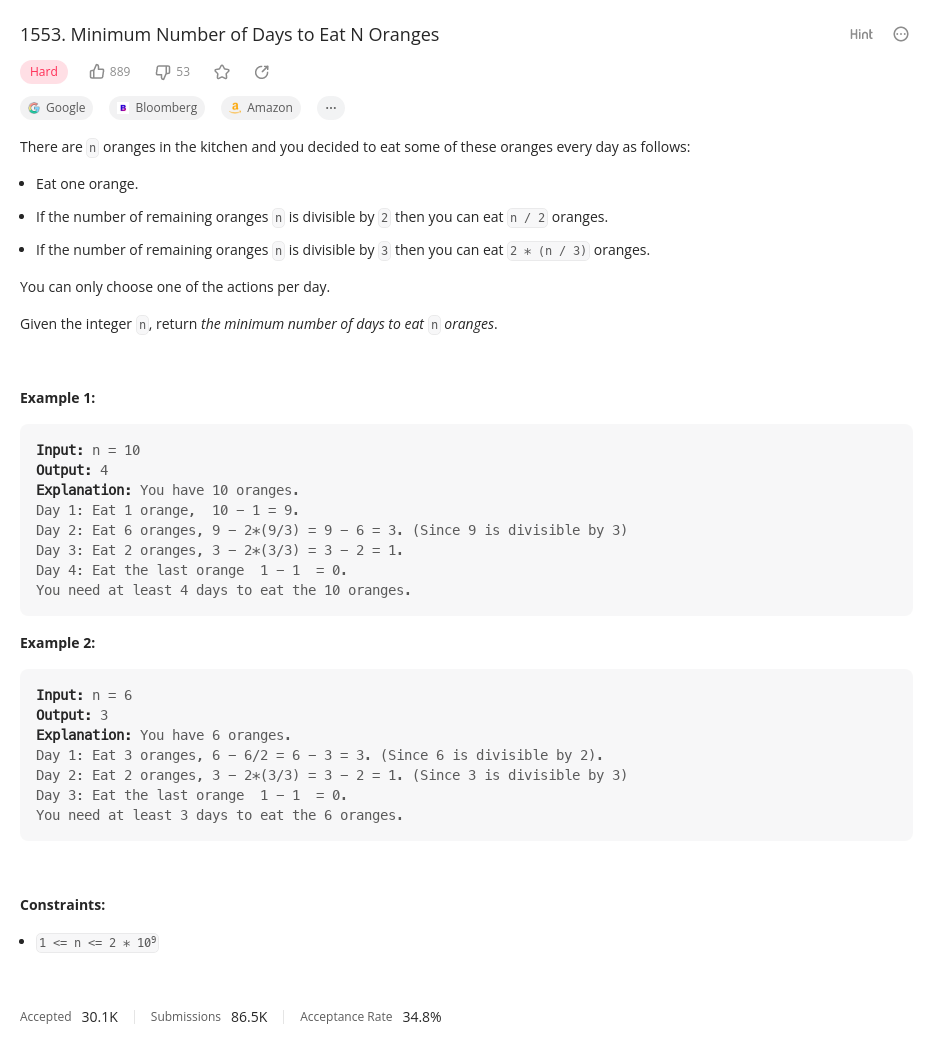 1553. Minimum Number of Days to Eat N Oranges
Hint
Hard
889
53
Google
Bloomberg
Amazon
There are n oranges in the kitchen and you decided to eat some of these oranges every day as follows:
• Eat one orange.
• If the number of remaining oranges n is divisible by 2 then you can eat n / 2 oranges.
• If the number of remaining oranges n is divisible by 3 then you can eat 2 * (n / 3) oranges.
You can only choose one of the actions per day.
Given the integer n, return the minimum number of days to eat n oranges.
Example 1:
Input: n = 10
Output: 4
Explanation: You have 10 oranges.
Day 1: Eat 1 orange,  10 - 1 = 9.
Day 2: Eat 6 oranges, 9 - 2*(9/3) = 9 - 6 = 3. (Since 9 is divisible by 3)
Day 3: Eat 2 oranges, 3 - 2*(3/3) = 3 - 2 = 1.
Day 4: Eat the last orange  1 - 1  = 0.
You need at least 4 days to eat the 10 oranges.
Example 2:
Input: n = 6
Output: 3
Explanation: You have 6 oranges.
Day 1: Eat 3 oranges, 6 - 6/2 = 6 - 3 = 3. (Since 6 is divisible by 2).
Day 2: Eat 2 oranges, 3 - 2*(3/3) = 3 - 2 = 1. (Since 3 is divisible by 3)
Day 3: Eat the last orange  1 - 1  = 0.
You need at least 3 days to eat the 6 oranges.
Constraints:
• 1 <= n <= 2 * 10⁹
Accepted 30.1K Submissions 86.5K Acceptance Rate 34.8%